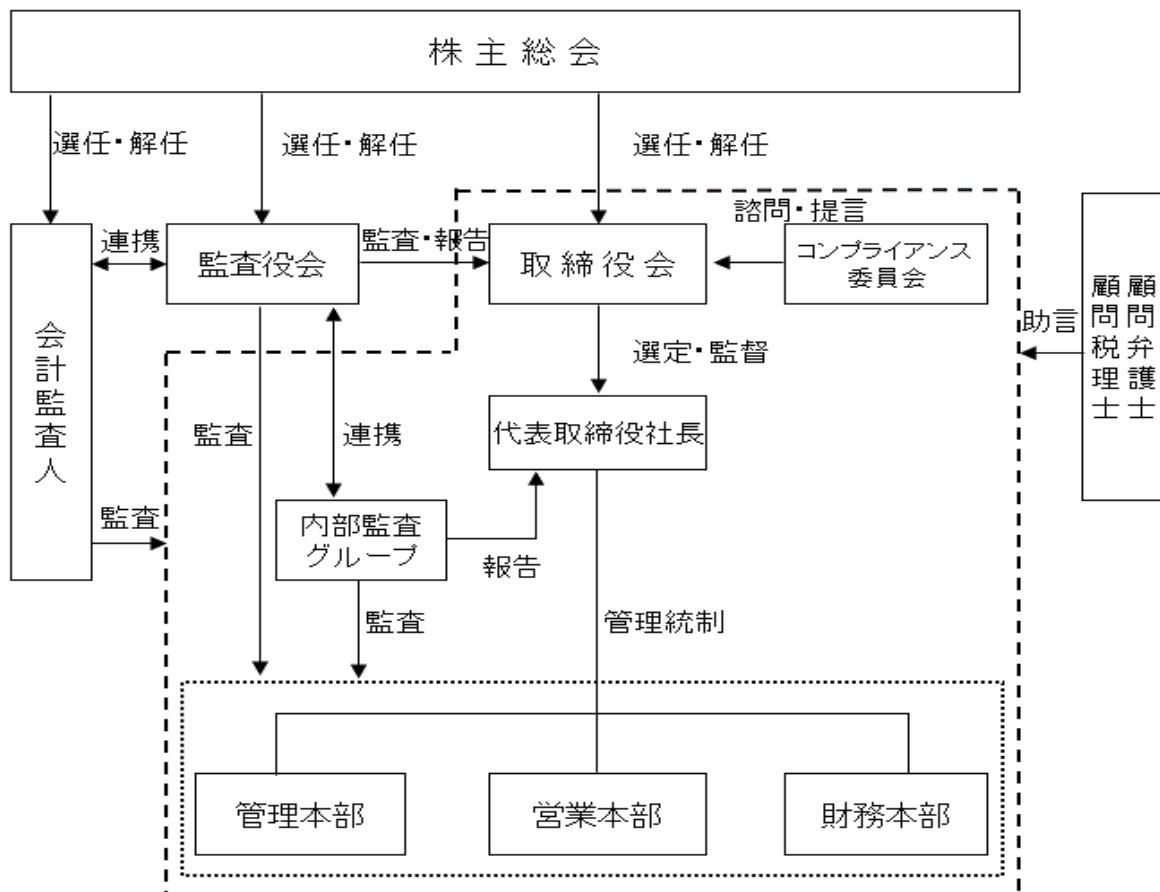 株主総会
選任・解任
選任・解任
選任・解任
諮問・提言
連携
監査役会
監査・報告
取締役会
コンプライアンス
委員会
会計監査人
顧問弁護士
顧問税理士
助言
選定・監督
監査
連携
代表取締役社長
監査
内部監査
グループ
報告
監査
管理統制
管理本部
営業本部
財務本部